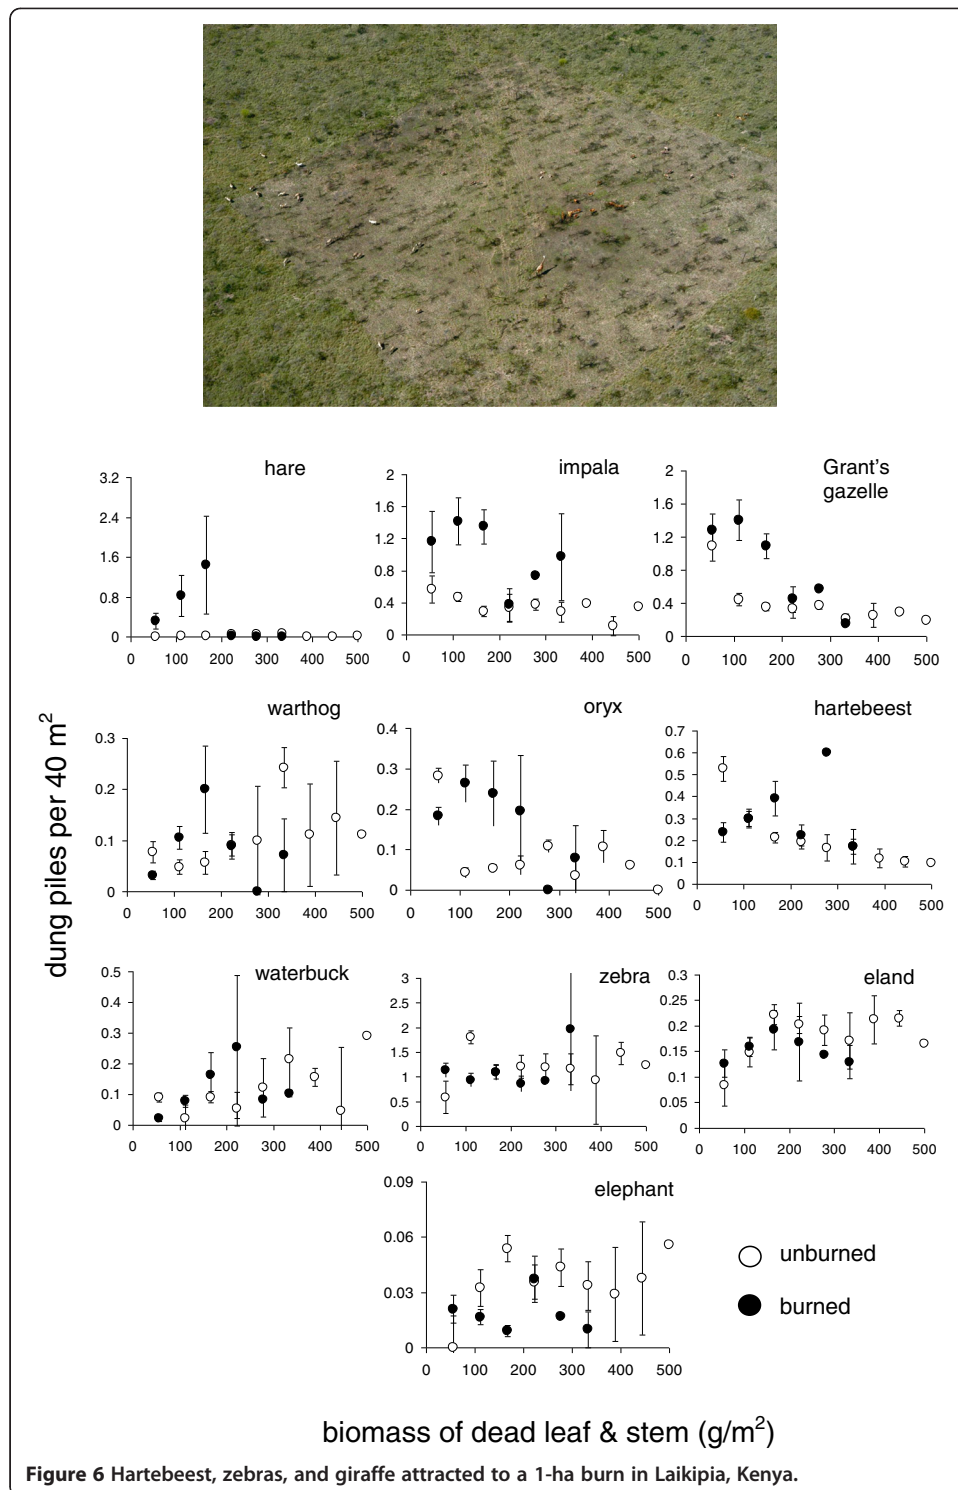 hare
3.2
2.4
1.6
0.8
0
0 100 200 300 400 500
impala
2
1.6
1.2
0.8
0.4
0
0 100 200 300 400 500
Grant's
gazelle
2
1.6
1.2
0.8
0.4
0
0 100 200 300 400 500
dung piles per 40 m²
warthog
0.3
0.2
0.1
0
0 100 200 300 400 500
oryx
0.4
0.3
0.2
0.1
0
0 100 200 300 400 500
hartebeest
0.7
0.6
0.5
0.4
0.3
0.2
0.1
0
0 100 200 300 400 500
waterbuck
0.5
0.4
0.3
0.2
0.1
0
0 100 200 300 400 500
zebra
3
2.5
2
1.5
1
0.5
0
0 100 200 300 400 500
eland
0.3
0.25
0.20
0.15
0.1
0.05
0
0 100 200 300 400 500
elephant
0.09
0.06
0.03
0
0 100 200 300 400 500
unburned
burned
biomass of dead leaf & stem (g/m²)
Figure 6 Hartebeest, zebras, and giraffe attracted to a 1-ha burn in Laikipia, Kenya.